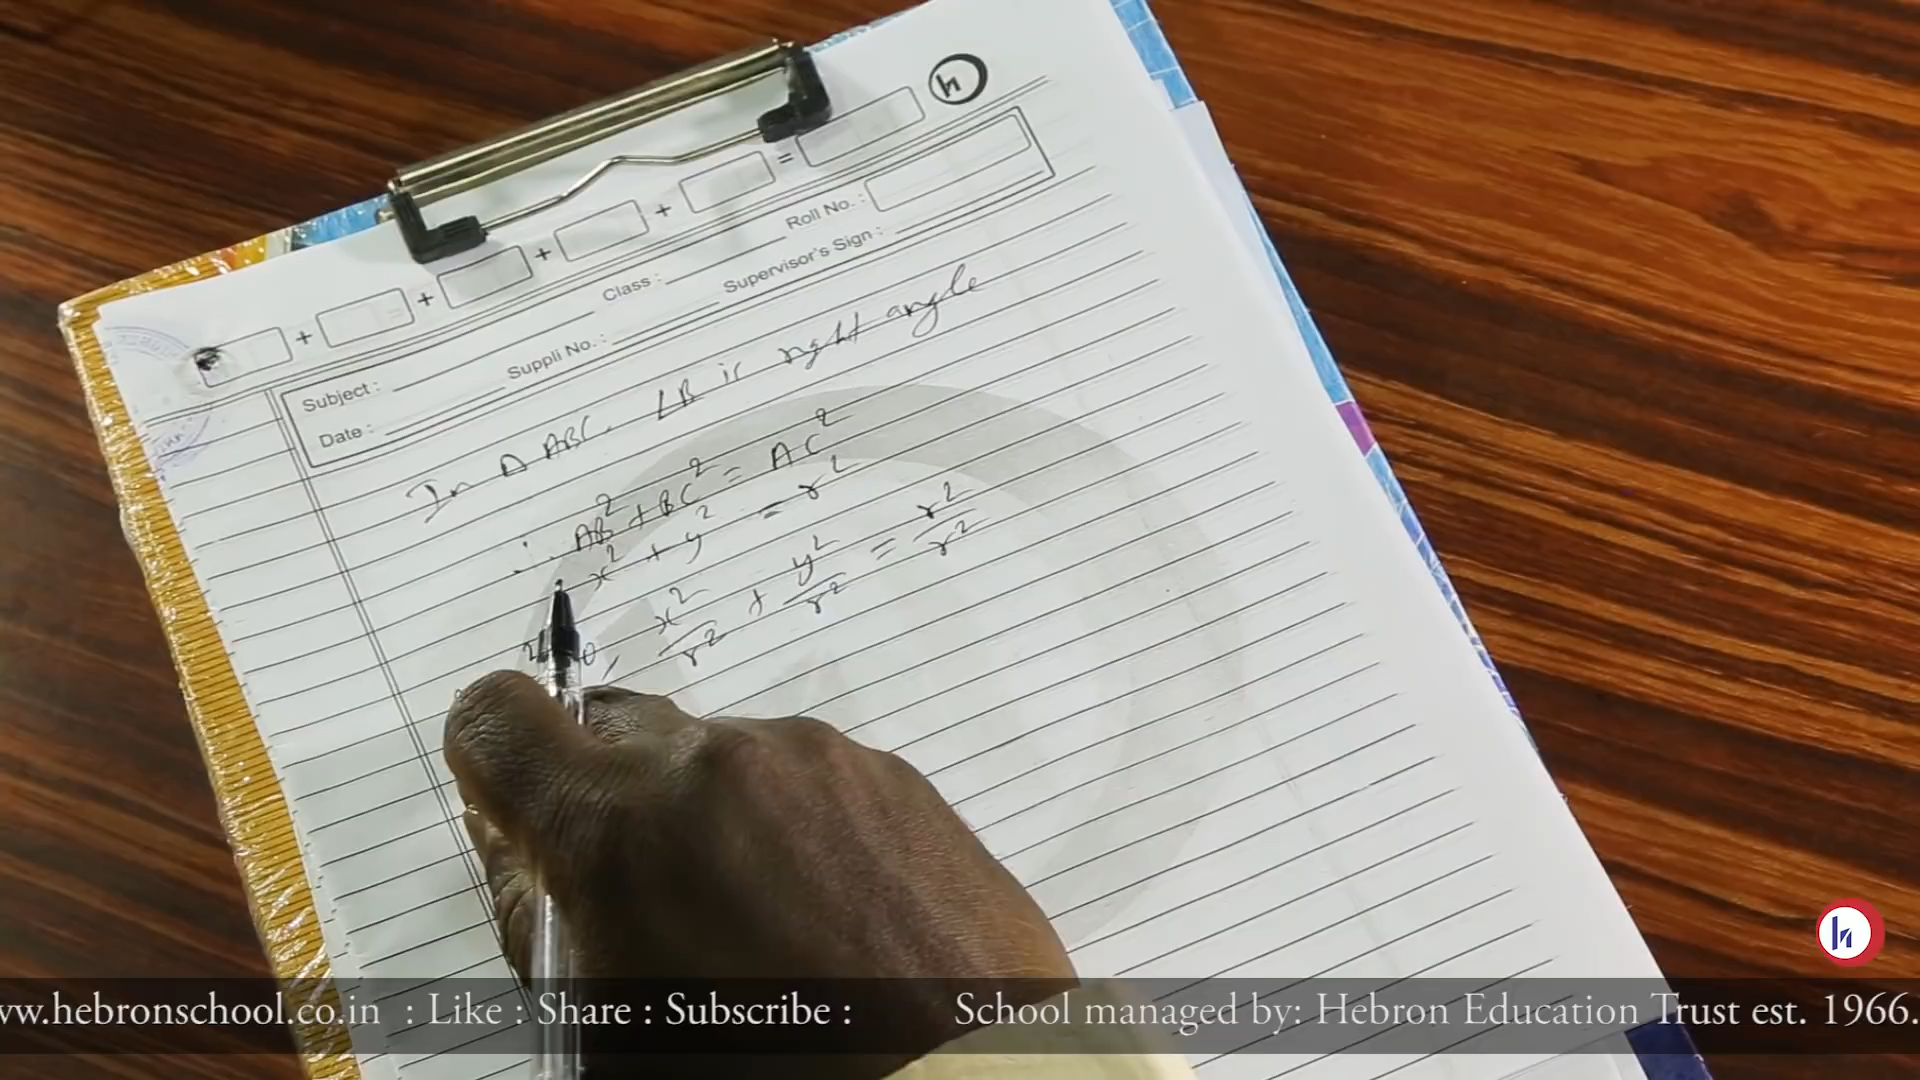 h
+ + + + =
Subject : Class : Roll No. :
Date : Suppli No. : Supervisor's Sign :
In Δ ABC, ∠B is right angle
∴ AB² + BC² = AC²
x² + y² = r²
x²/r² + y²/r² = r²/r²
h
www.hebronschool.co.in : Like : Share : Subscribe : School managed by: Hebron Education Trust est. 1966.